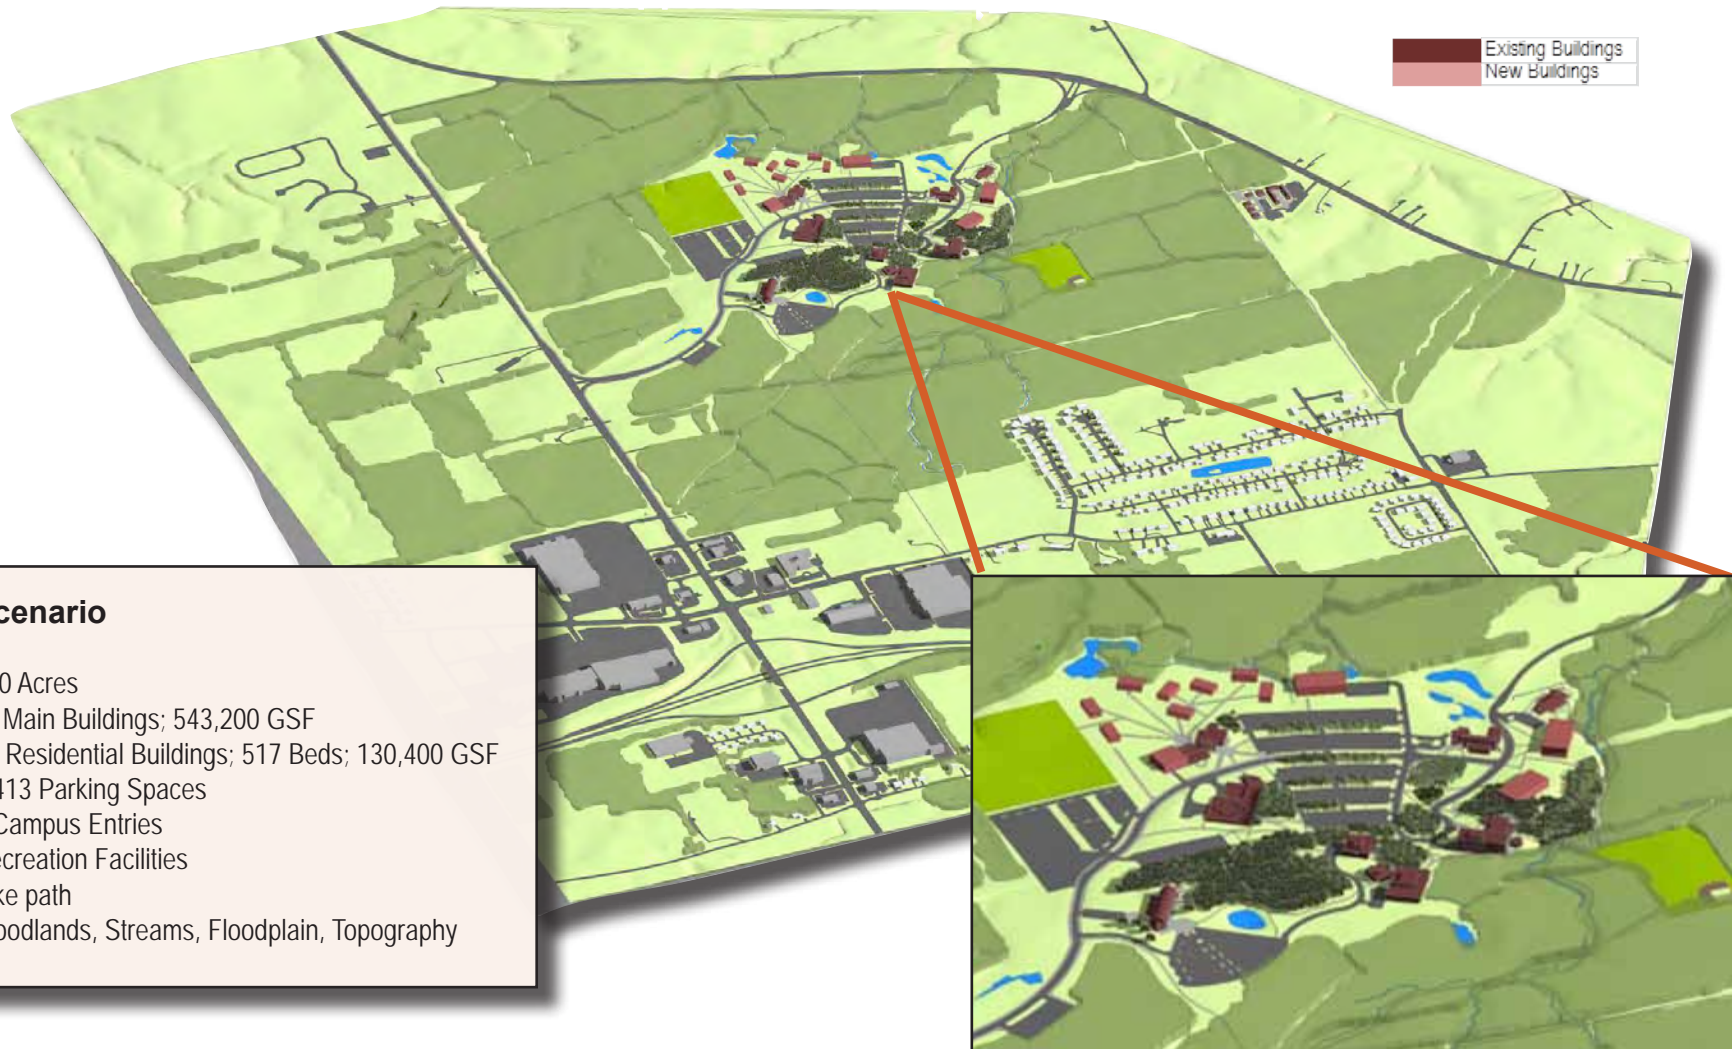 Existing Buildings
New Buildings
cenario
0 Acres
Main Buildings; 543,200 GSF
Residential Buildings; 517 Beds; 130,400 GSF
413 Parking Spaces
Campus Entries
ecreation Facilities
ke path
oodlands, Streams, Floodplain, Topography